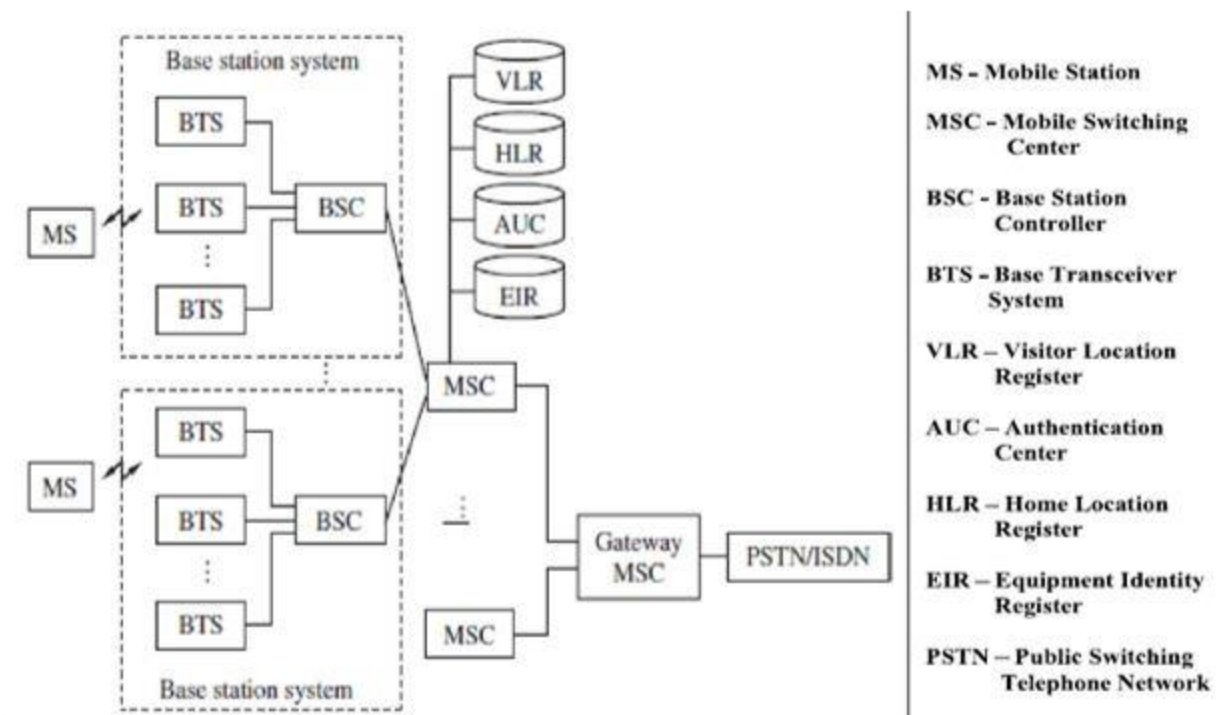 Base station system
BTS
BTS
BTS
BSC
MS
VLR
HLR
AUC
EIR
MSC
BTS
BTS
BTS
BSC
MS
Base station system
MSC
Gateway
MSC
PSTN/ISDN
MS - Mobile Station
MSC - Mobile Switching
Center
BSC - Base Station
Controller
BTS - Base Transceiver
System
VLR – Visitor Location
Register
AUC – Authentication
Center
HLR – Home Location
Register
EIR – Equipment Identity
Register
PSTN – Public Switching
Telephone Network